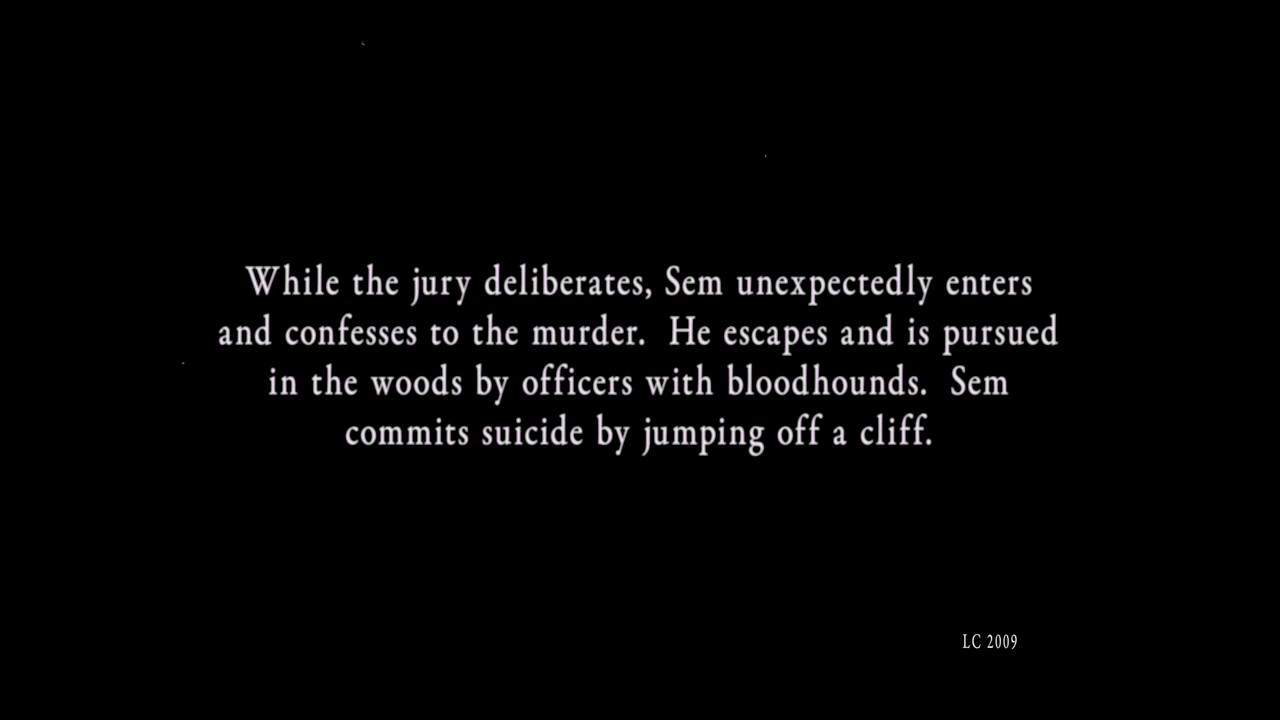 While the jury deliberates, Sem unexpectedly enters
and confesses to the murder.  He escapes and is pursued
in the woods by officers with bloodhounds.  Sem
commits suicide by jumping off a cliff.
LC 2009